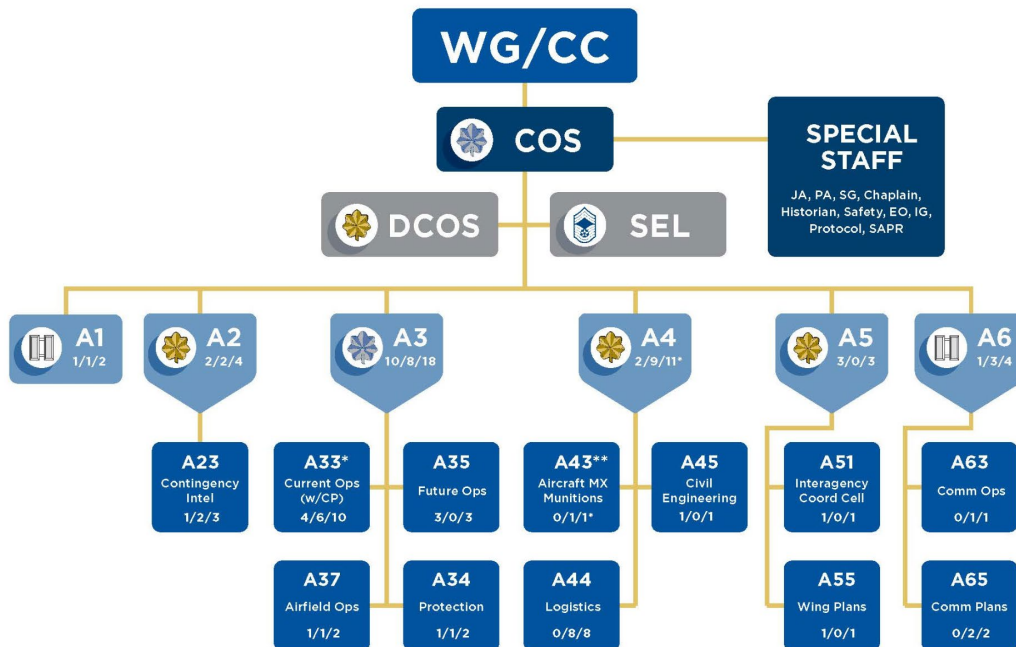 WG/CC
COS
SPECIAL
STAFF
JA, PA, SG, Chaplain,
Historian, Safety, EO, IG,
Protocol, SAPR
DCOS
SEL
A1
1/1/2
A2
2/2/4
A3
10/8/18
A4
2/9/11*
A5
3/0/3
A6
1/3/4
A23
Contingency
Intel
1/2/3
A33*
Current Ops
(w/CP)
4/6/10
A35
Future Ops
3/0/3
A43**
Aircraft MX
Munitions
0/1/1*
A45
Civil
Engineering
1/0/1
A51
Interagency
Coord Cell
1/0/1
A63
Comm Ops
0/1/1
A37
Airfield Ops
1/1/2
A34
Protection
1/1/2
A44
Logistics
0/8/8
A55
Wing Plans
1/0/1
A65
Comm Plans
0/2/2